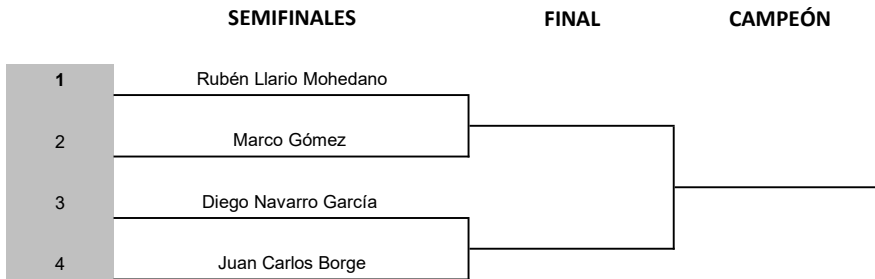 SEMIFINALES FINAL CAMPEÓN
1 Rubén Llario Mohedano
2 Marco Gómez
3 Diego Navarro García
4 Juan Carlos Borge